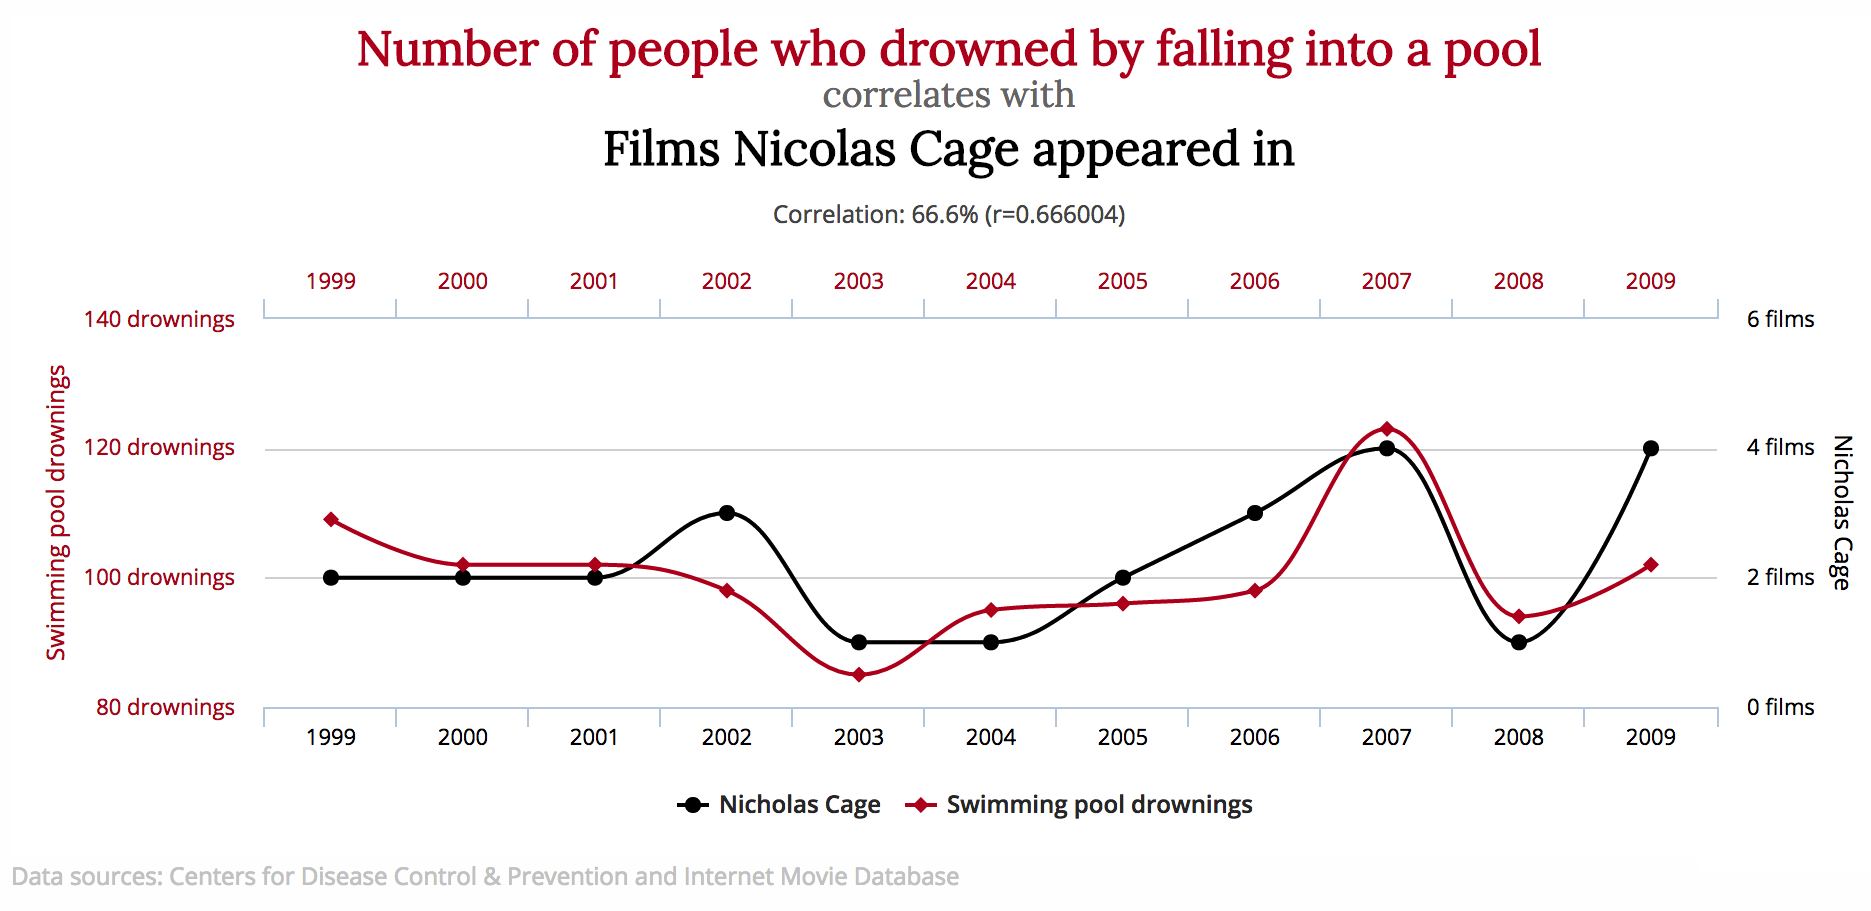 Number of people who drowned by falling into a pool
correlates with
Films Nicolas Cage appeared in
Correlation: 66.6% (r=0.666004)
1999 2000 2001 2002 2003 2004 2005 2006 2007 2008 2009
140 drownings 6 films
120 drownings 4 films
100 drownings 2 films
80 drownings 0 films
Swimming pool drownings
Nicholas Cage
1999 2000 2001 2002 2003 2004 2005 2006 2007 2008 2009
Nicholas Cage Swimming pool drownings
Data sources: Centers for Disease Control & Prevention and Internet Movie Database